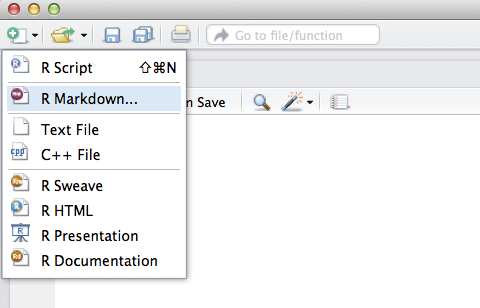 Go to file/function
R Script ⇧⌘N
R Markdown...
n Save
Text File
C++ File
R Sweave
R HTML
R Presentation
R Documentation